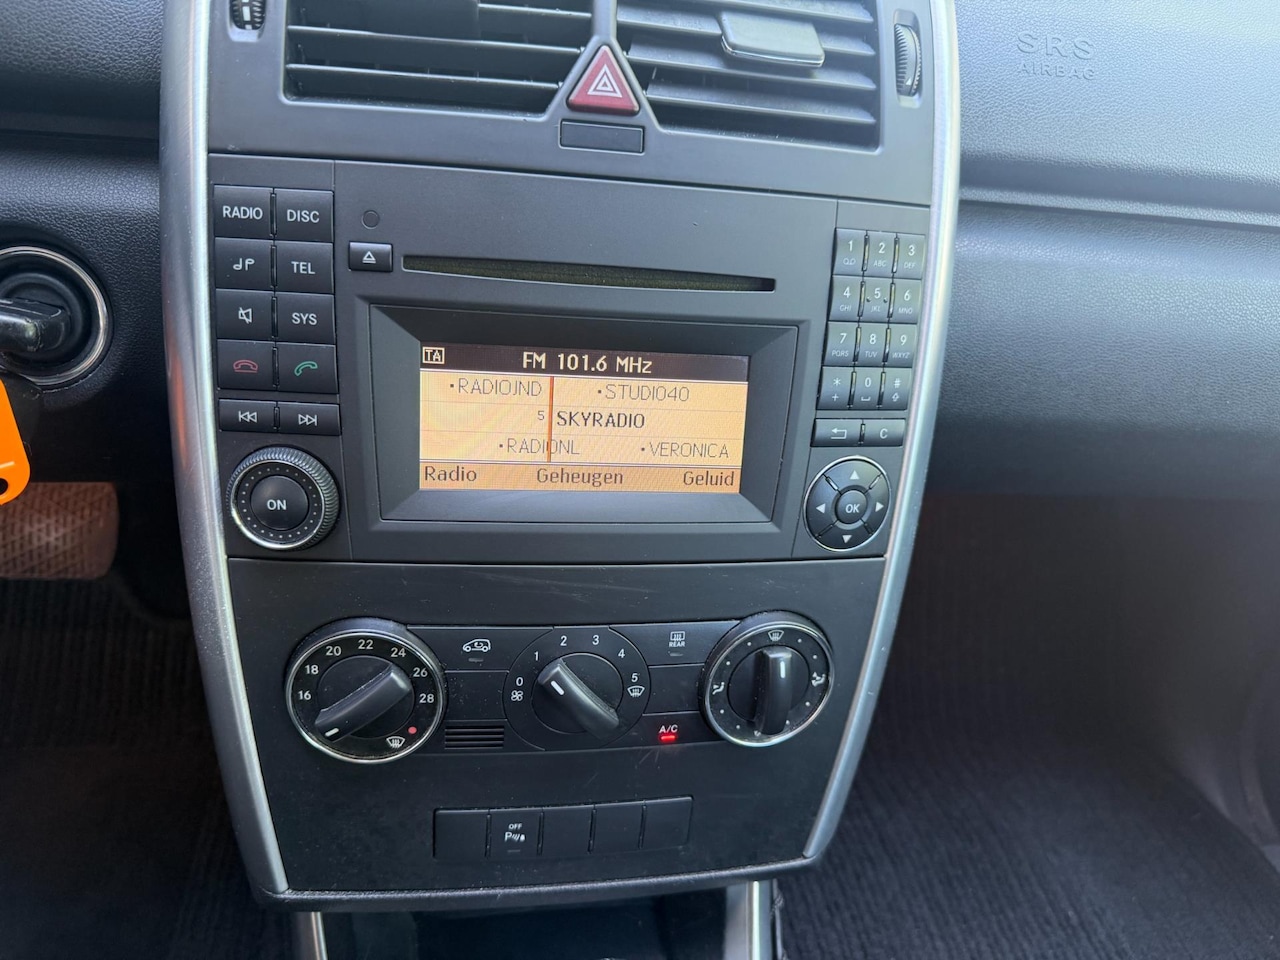 SRS
AIRBAG
RADIO DISC
TEL
SYS
ON
TA FM 101.6 MHz
•RADIOJND •STUDIO40
5 SKYRADIO
•RADIONL •VERONICA
Radio Geheugen Geluid
1 2 ABC 3 DEF
4 GHI 5 JKL 6 MNO
7 PQRS 8 TUV 9 WXYZ
* + 0 #
C
OK
16 18 20 22 24 26 28
0 1 2 3 4 5
REAR
A/C
OFF
P